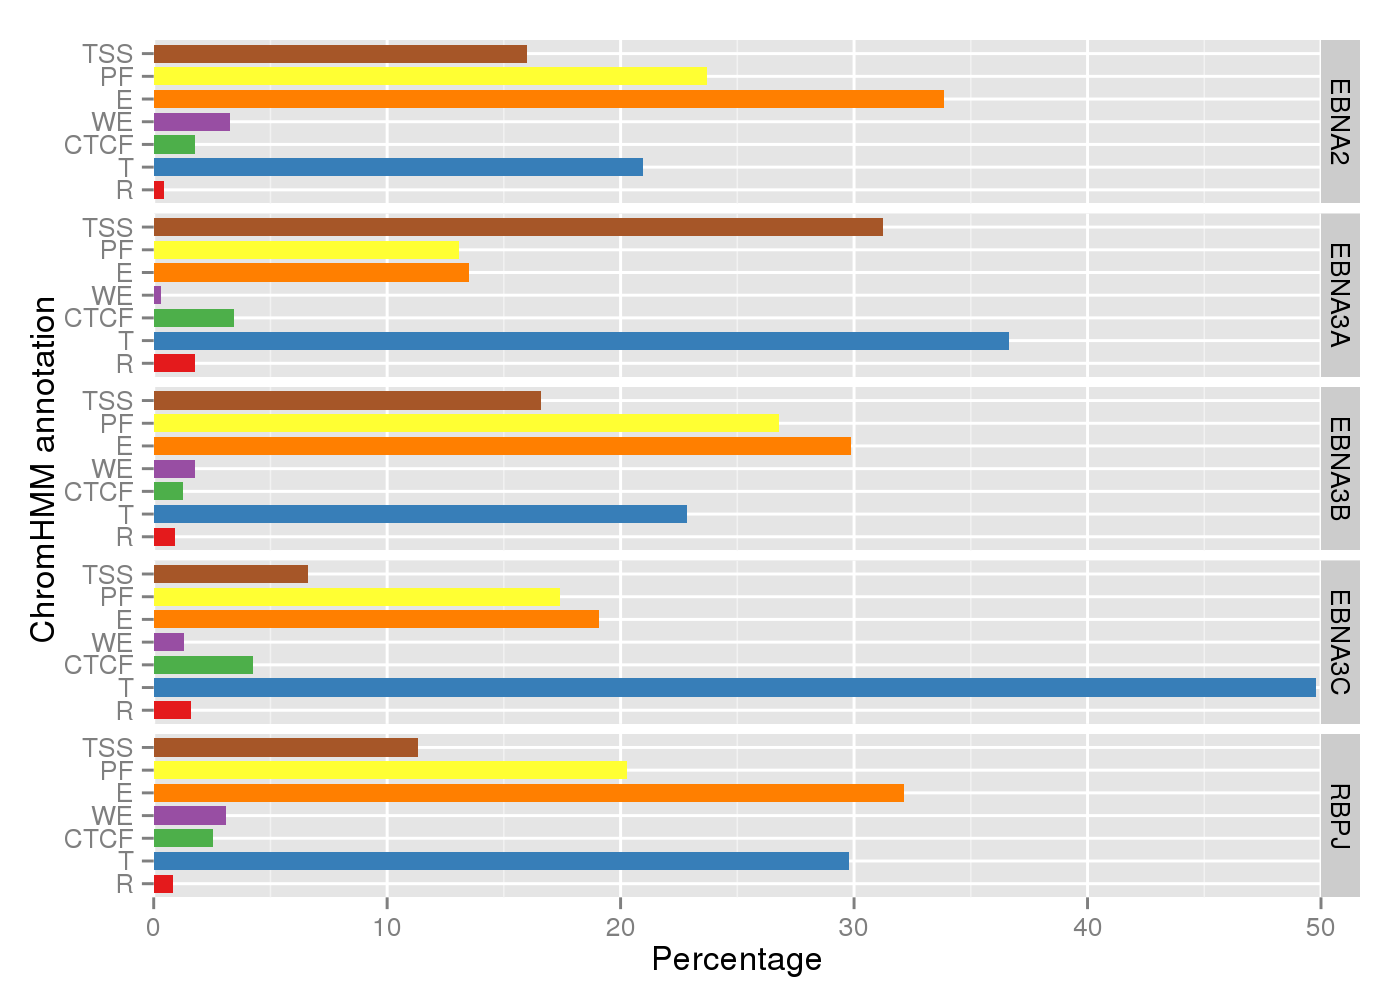 TSS
PF
E
WE
CTCF
T
R
EBNA2
TSS
PF
E
WE
CTCF
T
R
EBNA3A
TSS
PF
E
WE
CTCF
T
R
EBNA3B
TSS
PF
E
WE
CTCF
T
R
EBNA3C
TSS
PF
E
WE
CTCF
T
R
RBPJ
ChromHMM annotation
0 10 20 30 40 50
Percentage